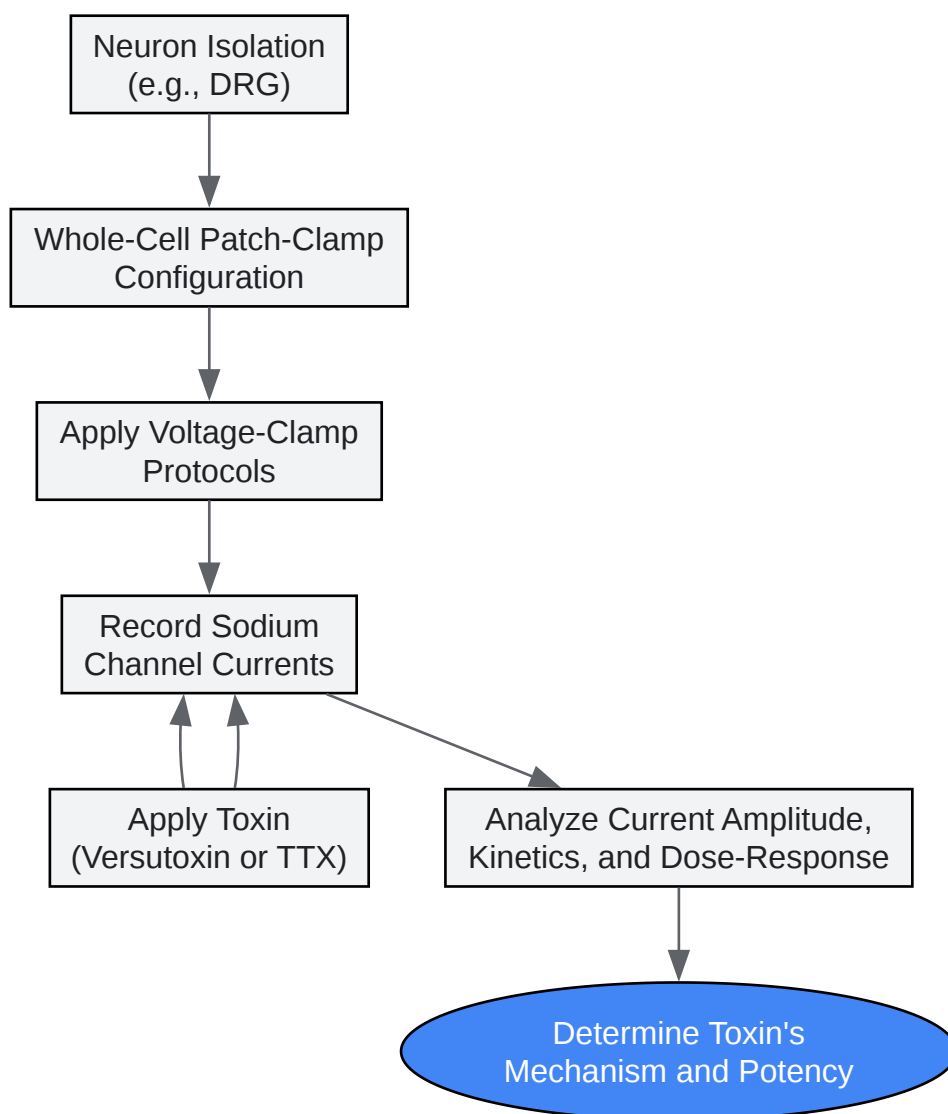 Neuron Isolation
(e.g., DRG)
Whole-Cell Patch-Clamp
Configuration
Apply Voltage-Clamp
Protocols
Record Sodium
Channel Currents
Apply Toxin
(Versutoxin or TTX)
Analyze Current Amplitude,
Kinetics, and Dose-Response
Determine Toxin's
Mechanism and Potency